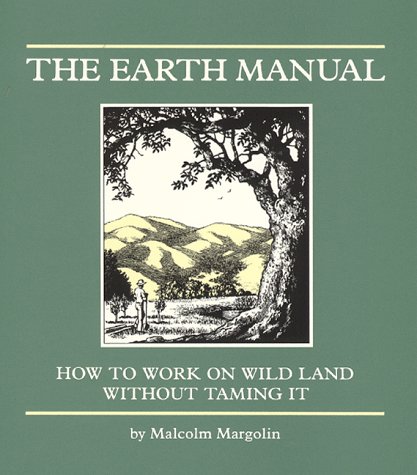 THE EARTH MANUAL
HOW TO WORK ON WILD LAND
WITHOUT TAMING IT
by Malcolm Margolin